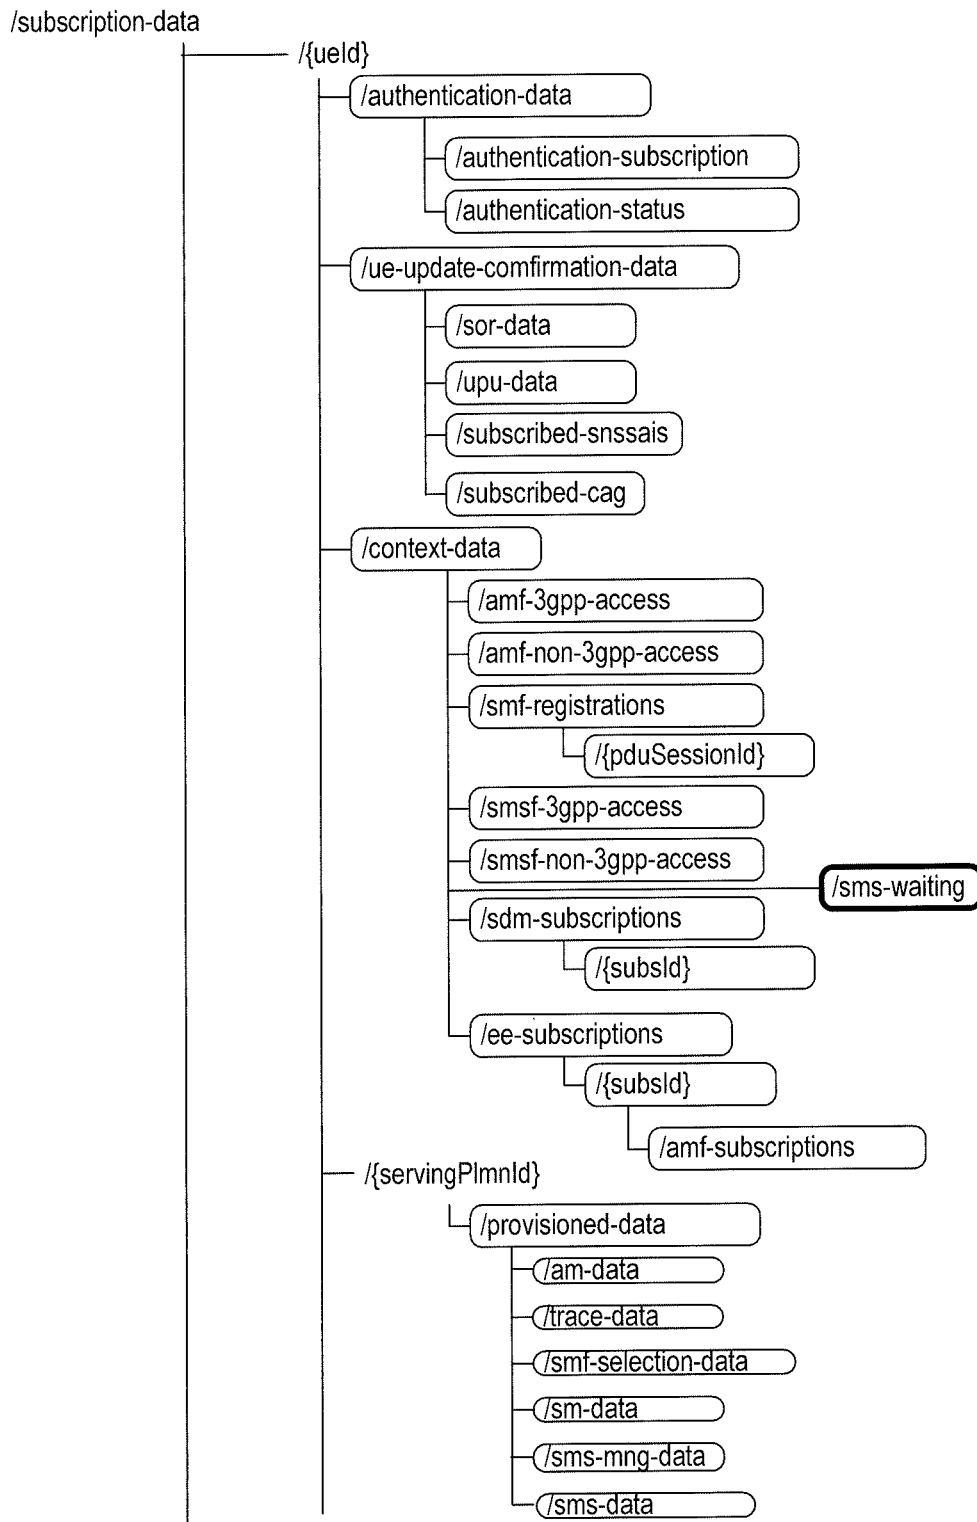 /subscription-data
/{ueId}
/authentication-data
/authentication-subscription
/authentication-status
/ue-update-comfirmation-data
/sor-data
/upu-data
/subscribed-snssais
/subscribed-cag
/context-data
/amf-3gpp-access
/amf-non-3gpp-access
/smf-registrations
/{pduSessionId}
/smsf-3gpp-access
/smsf-non-3gpp-access
/sms-waiting
/sdm-subscriptions
/{subsId}
/ee-subscriptions
/{subsId}
/amf-subscriptions
/{servingPlmnId}
/provisioned-data
/am-data
/trace-data
/smf-selection-data
/sm-data
/sms-mng-data
/sms-data